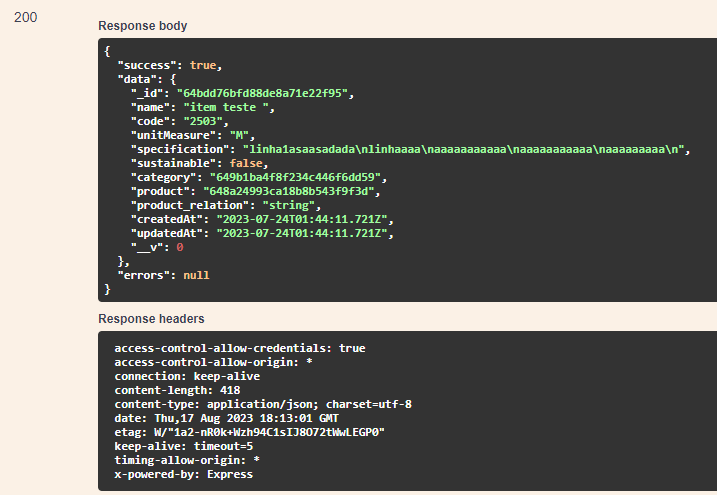 200
Response body
{
  "success": true,
  "data": {
    "_id": "64bdd76bfd88de8a71e22f95",
    "name": "item teste ",
    "code": "2503",
    "unitMeasure": "M",
    "specification": "linha1asaasadada\nlinhaaaa\naaaaaaaaaaa\naaaaaaaaaaa\naaaaaaaaa\n",
    "sustainable": false,
    "category": "649b1ba4f8f234c446f6dd59",
    "product": "648a24993ca18b8b543f9f3d",
    "product_relation": "string",
    "createdAt": "2023-07-24T01:44:11.721Z",
    "updatedAt": "2023-07-24T01:44:11.721Z",
    "__v": 0
  },
  "errors": null
}
Response headers
access-control-allow-credentials: true
access-control-allow-origin: *
connection: keep-alive
content-length: 418
content-type: application/json; charset=utf-8
date: Thu,17 Aug 2023 18:13:01 GMT
etag: W/"1a2-nR0k+Wzh94C1sIJ8O72tWwLEGP0"
keep-alive: timeout=5
timing-allow-origin: *
x-powered-by: Express